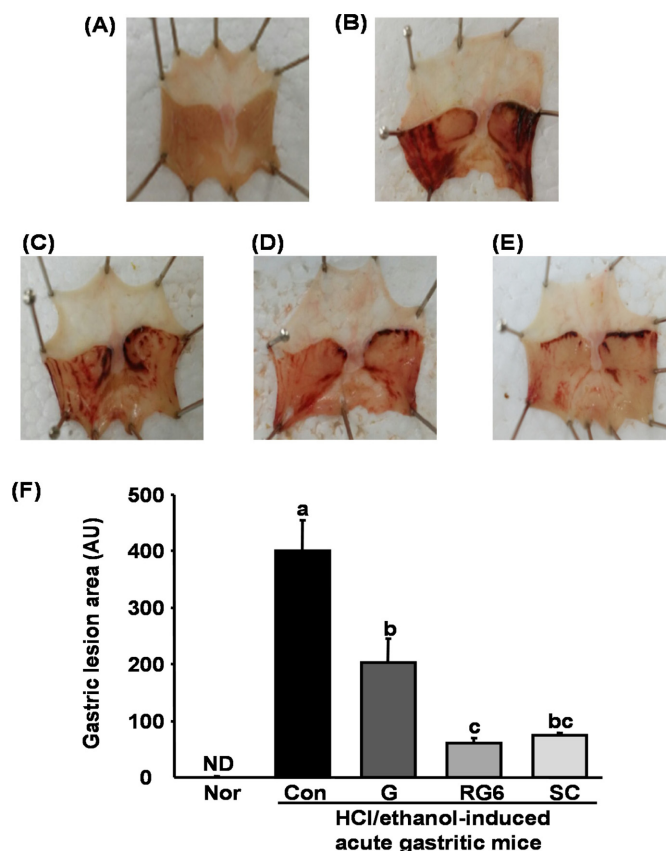 (A)
(B)
(C)
(D)
(E)
(F)
Gastric lesion area (AU)
500
400
300
200
100
0
a
b
c
bc
ND
Nor Con G RG6 SC
HCl/ethanol-induced
acute gastritic mice